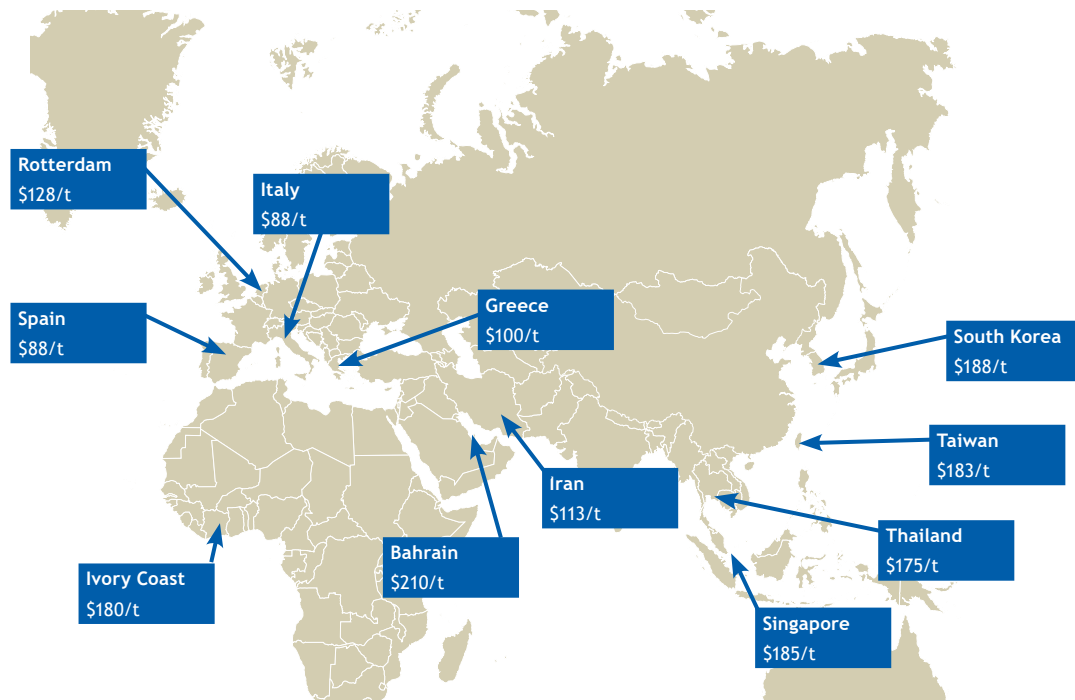 Rotterdam
$128/t
Italy
$88/t
Spain
$88/t
Greece
$100/t
South Korea
$188/t
Taiwan
$183/t
Iran
$113/t
Thailand
$175/t
Bahrain
$210/t
Ivory Coast
$180/t
Singapore
$185/t